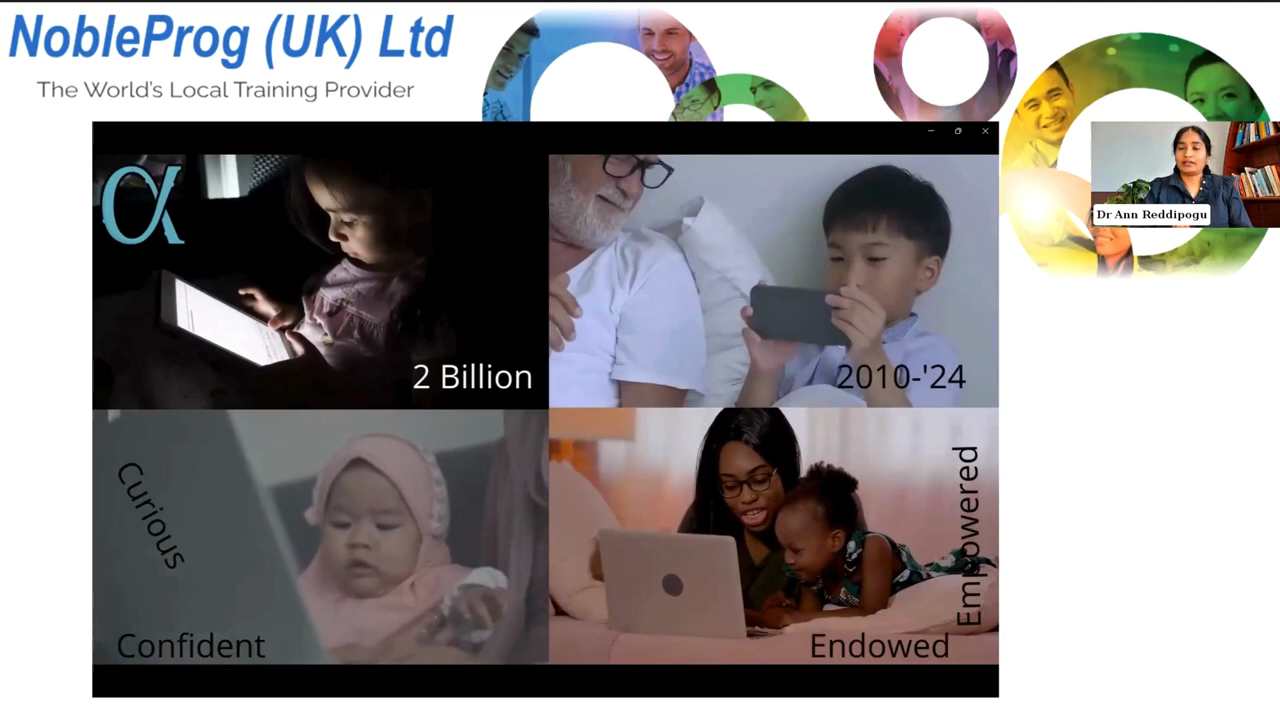 NobleProg (UK) Ltd
The World's Local Training Provider
α
2 Billion
2010-'24
Dr Ann Reddipogu
Curious
Confident
Empowered
Endowed